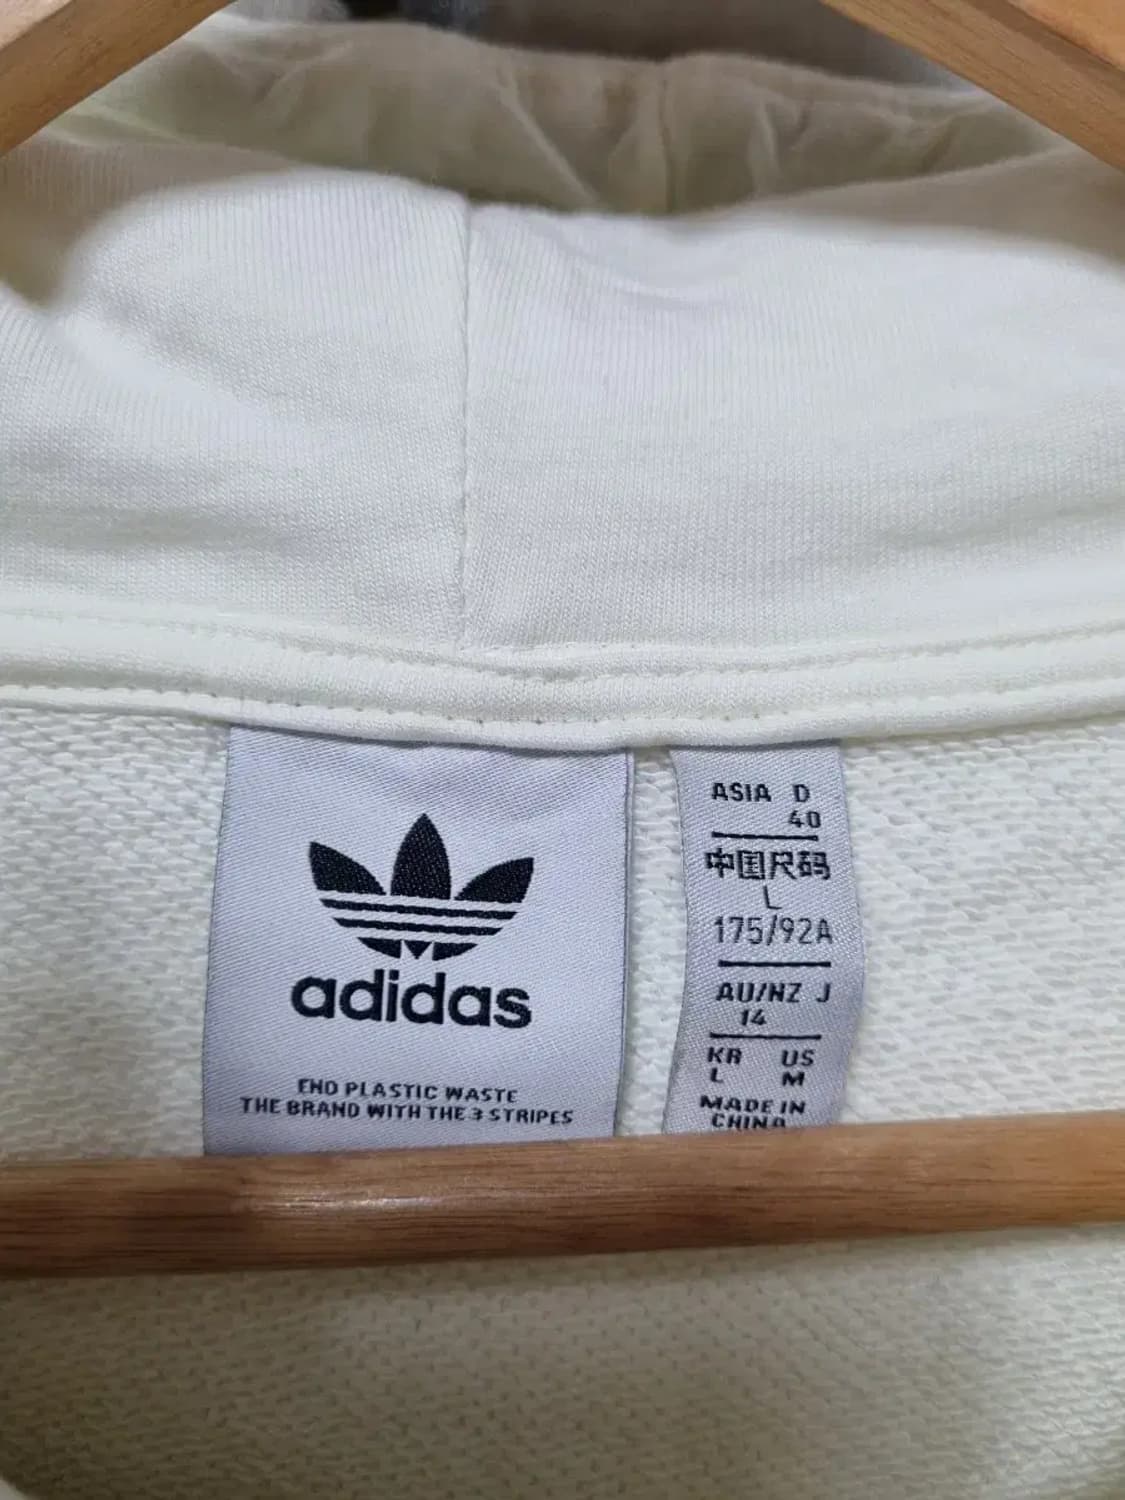 adidas
END PLASTIC WASTE
THE BRAND WITH THE 3 STRIPES
ASIA D
40
中国尺码
L
175/92A
AU/NZ J
14
KR US
L M
MADE IN
CHINA